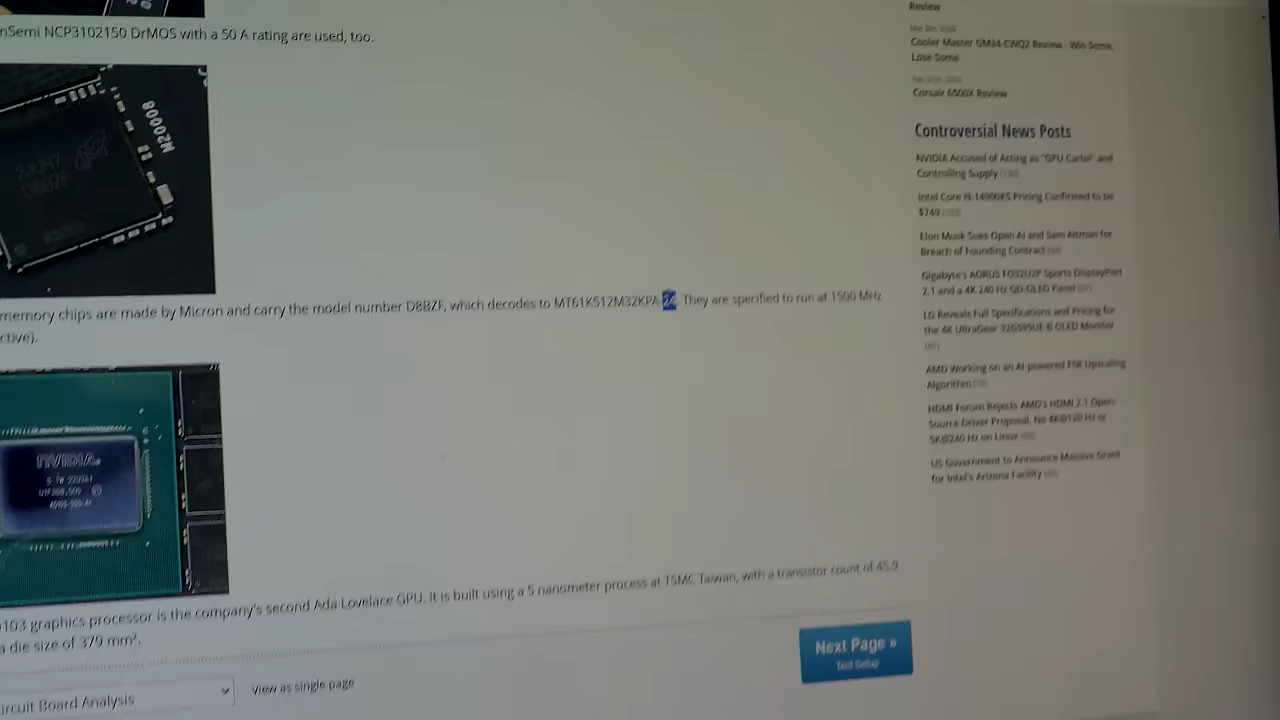 nSemi NCP3102150 DrMOS with a 50 A rating are used, too.
M20008
memory chips are made by Micron and carry the model number D8BZF, which decodes to MT61K512M32KPA-24. They are specified to run at 1500 MHz
ctive).
NVIDIA
103 graphics processor is the company's second Ada Lovelace GPU. It is built using a 5 nanometer process at TSMC Taiwan, with a transistor count of 45.9
a die size of 379 mm².
ircuit Board Analysis
View as single page
Next Page »
Test Setup
Review
Cooler Master GM34-CWQ2 Review - Win Some,
Lose Some
Corsair 6500X Review
Controversial News Posts
NVIDIA Accused of Acting as "GPU Cartel" and
Controlling Supply
Intel Core i9-14900KS Pricing Confirmed to be
$749
Elon Musk Sues Open AI and Sam Altman for
Breach of Founding Contract
Gigabyte's AORUS FO32U2P Sports DisplayPort
2.1 and a 4K 240 Hz QD-OLED Panel
LG Reveals Full Specifications and Pricing for
the 4K UltraGear 32GS95UE-B OLED Monitor
AMD Working on an AI-powered FSR Upscaling
Algorithm
HDMI Forum Rejects AMD's HDMI 2.1 Open-
Source Driver Proposal, No 4K@120 Hz or
5K@240 Hz on Linux
US Government to Announce Massive Grant
for Intel's Arizona Facility